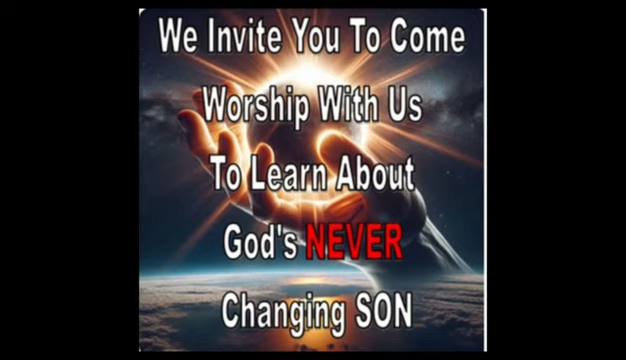 We Invite You To Come
Worship With Us
To Learn About
God's NEVER
Changing SON